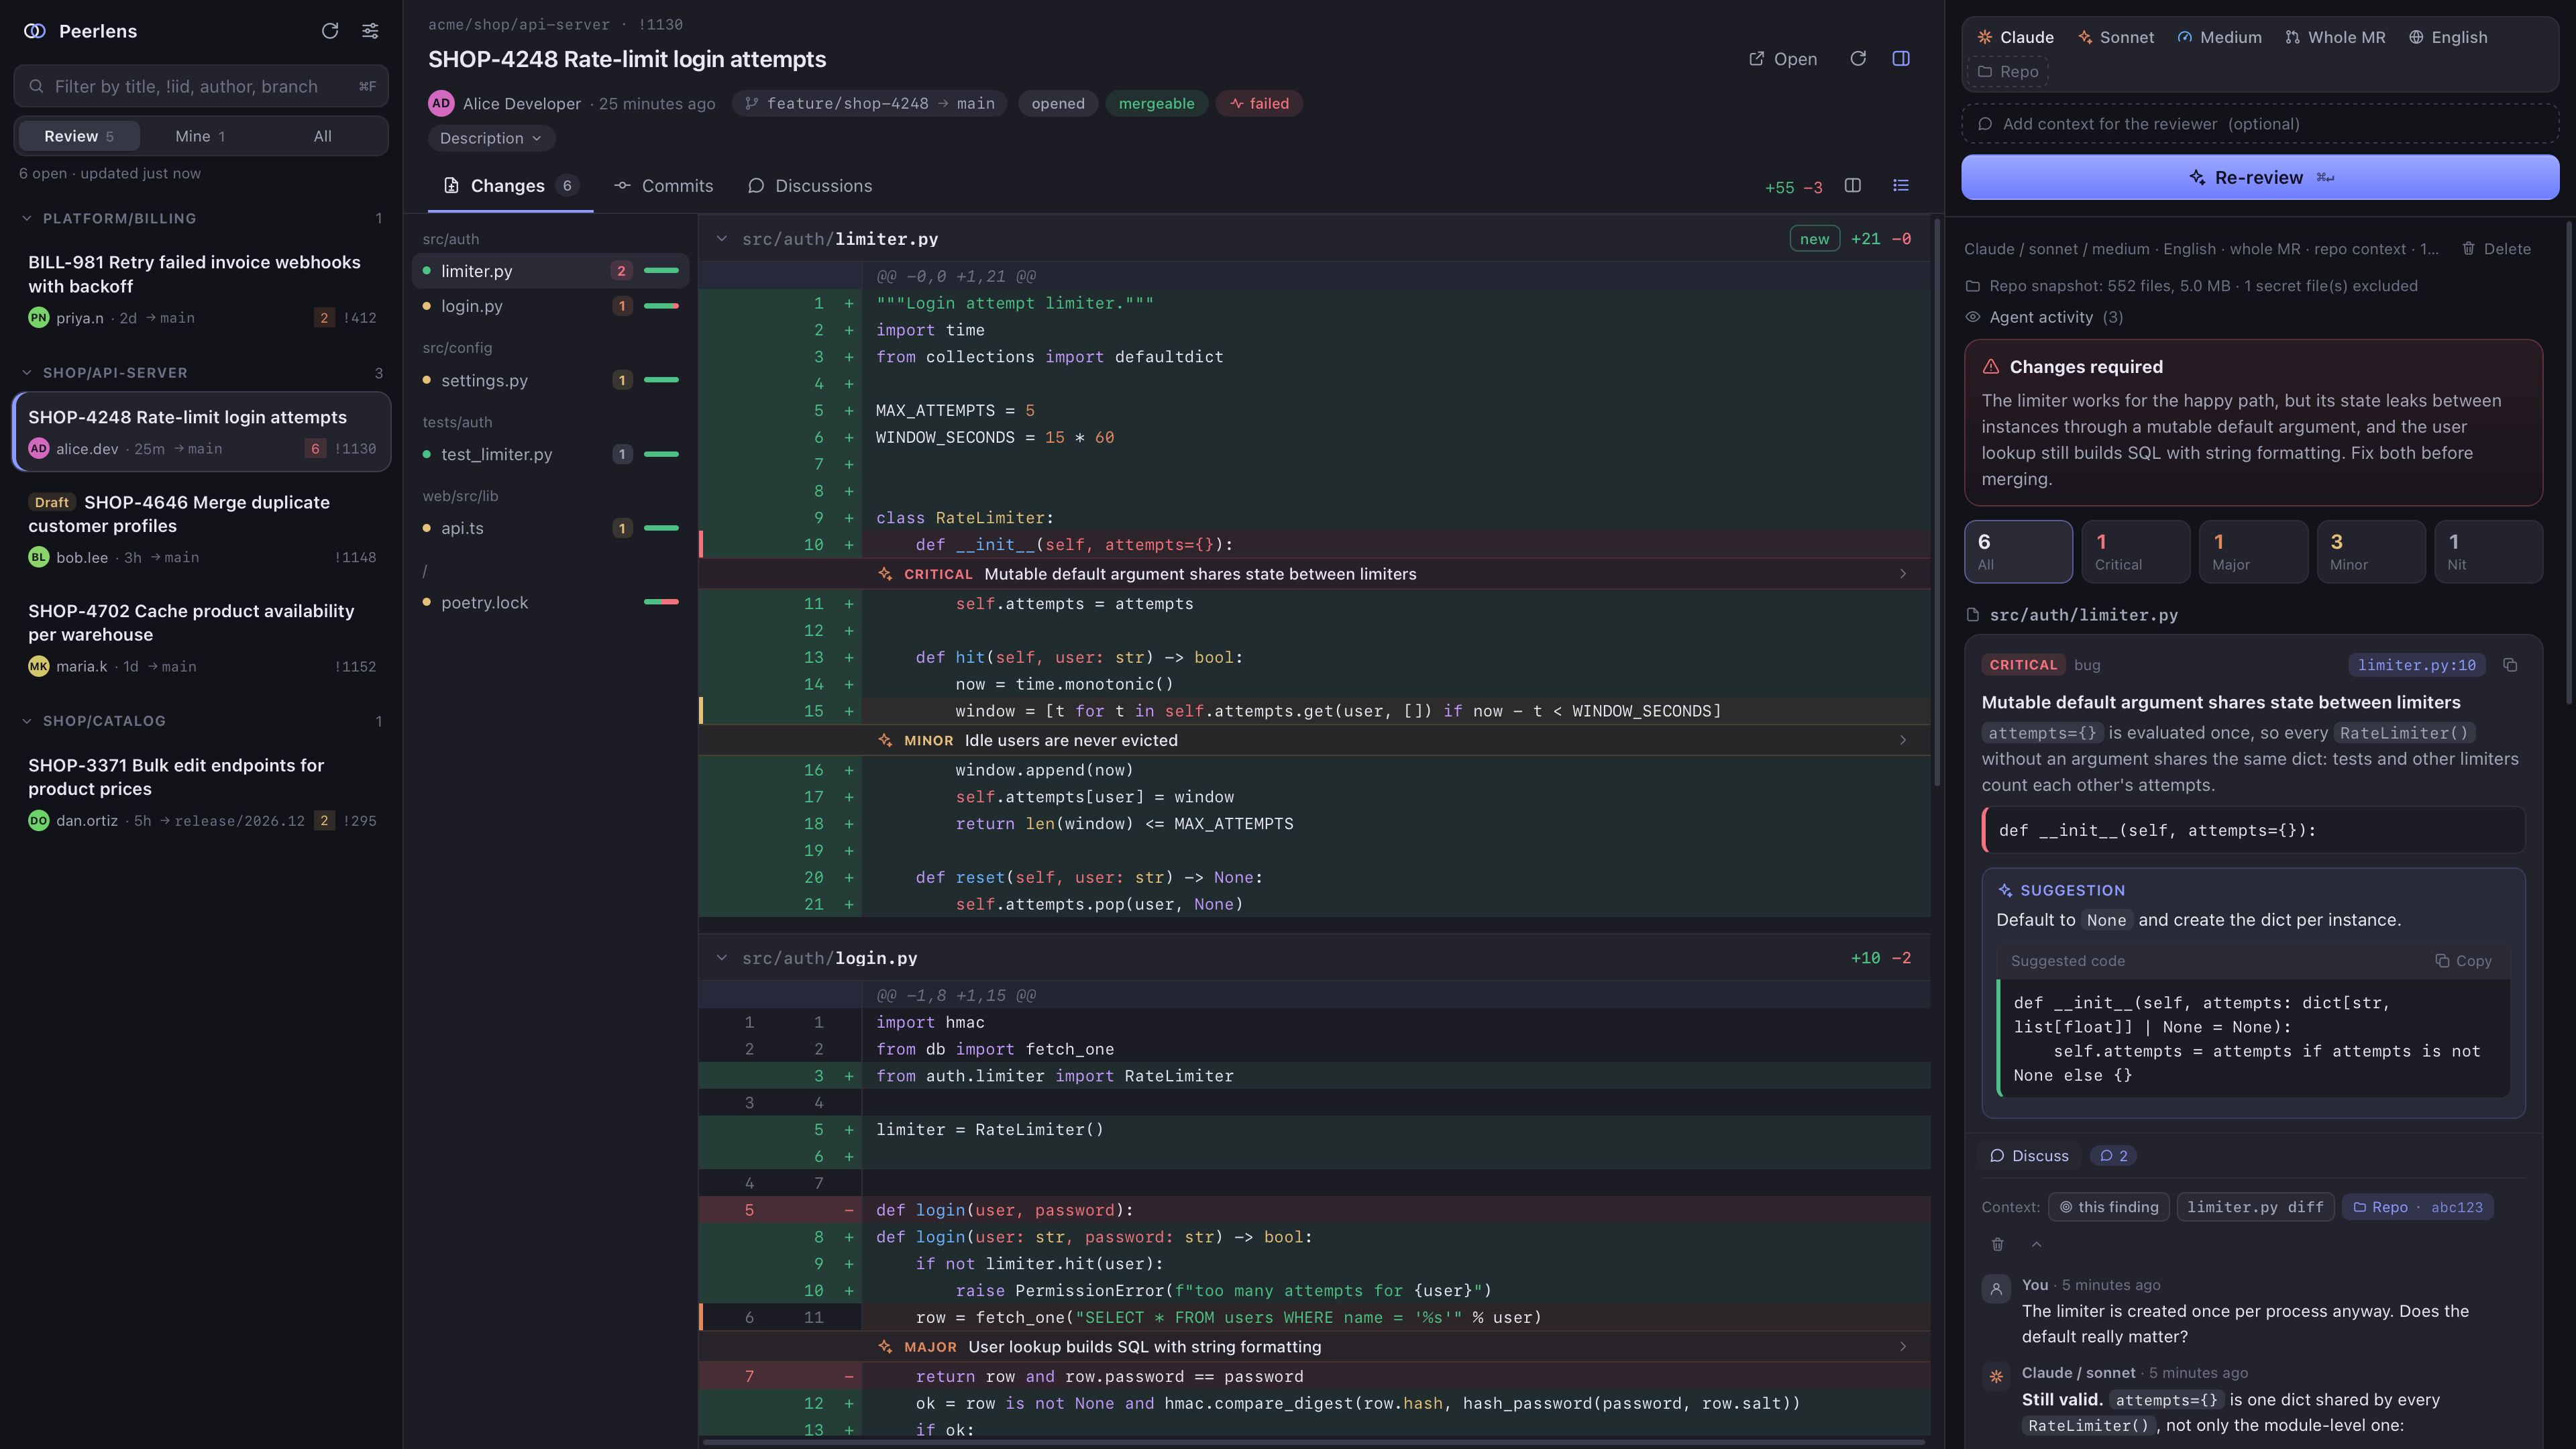 Peerlens
Filter by title, !iid, author, branch ⌘F
Review 5 Mine 1 All
6 open · updated just now
PLATFORM/BILLING 1
BILL-981 Retry failed invoice webhooks
with backoff
PN priya.n · 2d → main 2 !412
SHOP/API-SERVER 3
SHOP-4248 Rate-limit login attempts
AD alice.dev · 25m → main 6 !1130
Draft SHOP-4646 Merge duplicate
customer profiles
BL bob.lee · 3h → main !1148
SHOP-4702 Cache product availability
per warehouse
MK maria.k · 1d → main !1152
SHOP/CATALOG 1
SHOP-3371 Bulk edit endpoints for
product prices
DO dan.ortiz · 5h → release/2026.12 2 !295
acme/shop/api-server · !1130
SHOP-4248 Rate-limit login attempts
Open
AD Alice Developer · 25 minutes ago feature/shop-4248 → main opened mergeable failed
Description
Changes 6 Commits Discussions +55 −3
src/auth
limiter.py 2
login.py 1
src/config
settings.py 1
tests/auth
test_limiter.py 1
web/src/lib
api.ts 1
/
poetry.lock
src/auth/limiter.py new +21 −0
@@ −0,0 +1,21 @@
1 + """Login attempt limiter."""
2 + import time
3 + from collections import defaultdict
4 +
5 + MAX_ATTEMPTS = 5
6 + WINDOW_SECONDS = 15 * 60
7 +
8 +
9 + class RateLimiter:
10 + def __init__(self, attempts={}):
CRITICAL Mutable default argument shares state between limiters
11 + self.attempts = attempts
12 +
13 + def hit(self, user: str) −> bool:
14 + now = time.monotonic()
15 + window = [t for t in self.attempts.get(user, []) if now − t < WINDOW_SECONDS]
MINOR Idle users are never evicted
16 + window.append(now)
17 + self.attempts[user] = window
18 + return len(window) <= MAX_ATTEMPTS
19 +
20 + def reset(self, user: str) −> None:
21 + self.attempts.pop(user, None)
src/auth/login.py +10 −2
@@ −1,8 +1,15 @@
1 1 import hmac
2 2 from db import fetch_one
3 + from auth.limiter import RateLimiter
3 4
5 + limiter = RateLimiter()
6 +
4 7
5 − def login(user, password):
8 + def login(user: str, password: str) −> bool:
9 + if not limiter.hit(user):
10 + raise PermissionError(f"too many attempts for {user}")
6 11 row = fetch_one("SELECT * FROM users WHERE name = '%s'" % user)
MAJOR User lookup builds SQL with string formatting
7 − return row and row.password == password
12 + ok = row is not None and hmac.compare_digest(row.hash, hash_password(password, row.salt))
13 + if ok:
Claude Sonnet Medium Whole MR English
Repo
Add context for the reviewer (optional)
Re-review ⌘↵
Claude / sonnet / medium · English · whole MR · repo context · 1... Delete
Repo snapshot: 552 files, 5.0 MB · 1 secret file(s) excluded
Agent activity (3)
Changes required
The limiter works for the happy path, but its state leaks between
instances through a mutable default argument, and the user
lookup still builds SQL with string formatting. Fix both before
merging.
6 1 1 3 1
All Critical Major Minor Nit
src/auth/limiter.py
CRITICAL bug limiter.py:10
Mutable default argument shares state between limiters
attempts={} is evaluated once, so every RateLimiter()
without an argument shares the same dict: tests and other limiters
count each other's attempts.
def __init__(self, attempts={}):
SUGGESTION
Default to None and create the dict per instance.
Suggested code Copy
def __init__(self, attempts: dict[str,
list[float]] | None = None):
self.attempts = attempts if attempts is not
None else {}
Discuss 2
Context: this finding limiter.py diff Repo · abc123
You · 5 minutes ago
The limiter is created once per process anyway. Does the
default really matter?
Claude / sonnet · 5 minutes ago
Still valid. attempts={} is one dict shared by every
RateLimiter(), not only the module-level one: